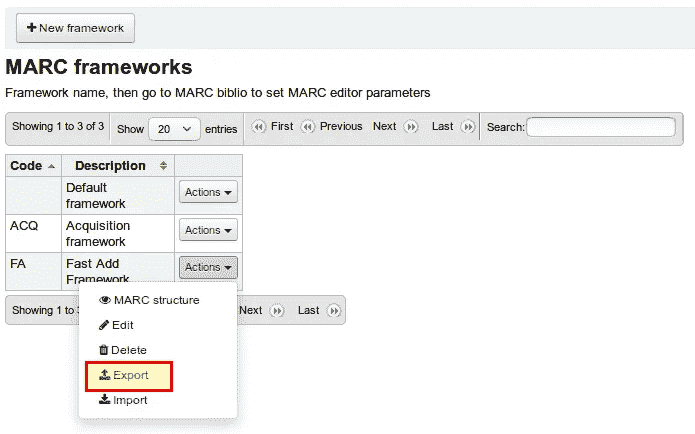 New framework
MARC frameworks
Framework name, then go to MARC biblio to set MARC editor parameters
Showing 1 to 3 of 3 Show 20 entries First Previous Next Last Search:
Code Description
Default
framework Actions
ACQ Acquisition
framework Actions
FA Fast Add
Framework Actions
Showing 1 to 3 Next Last
MARC structure
Edit
Delete
Export
Import